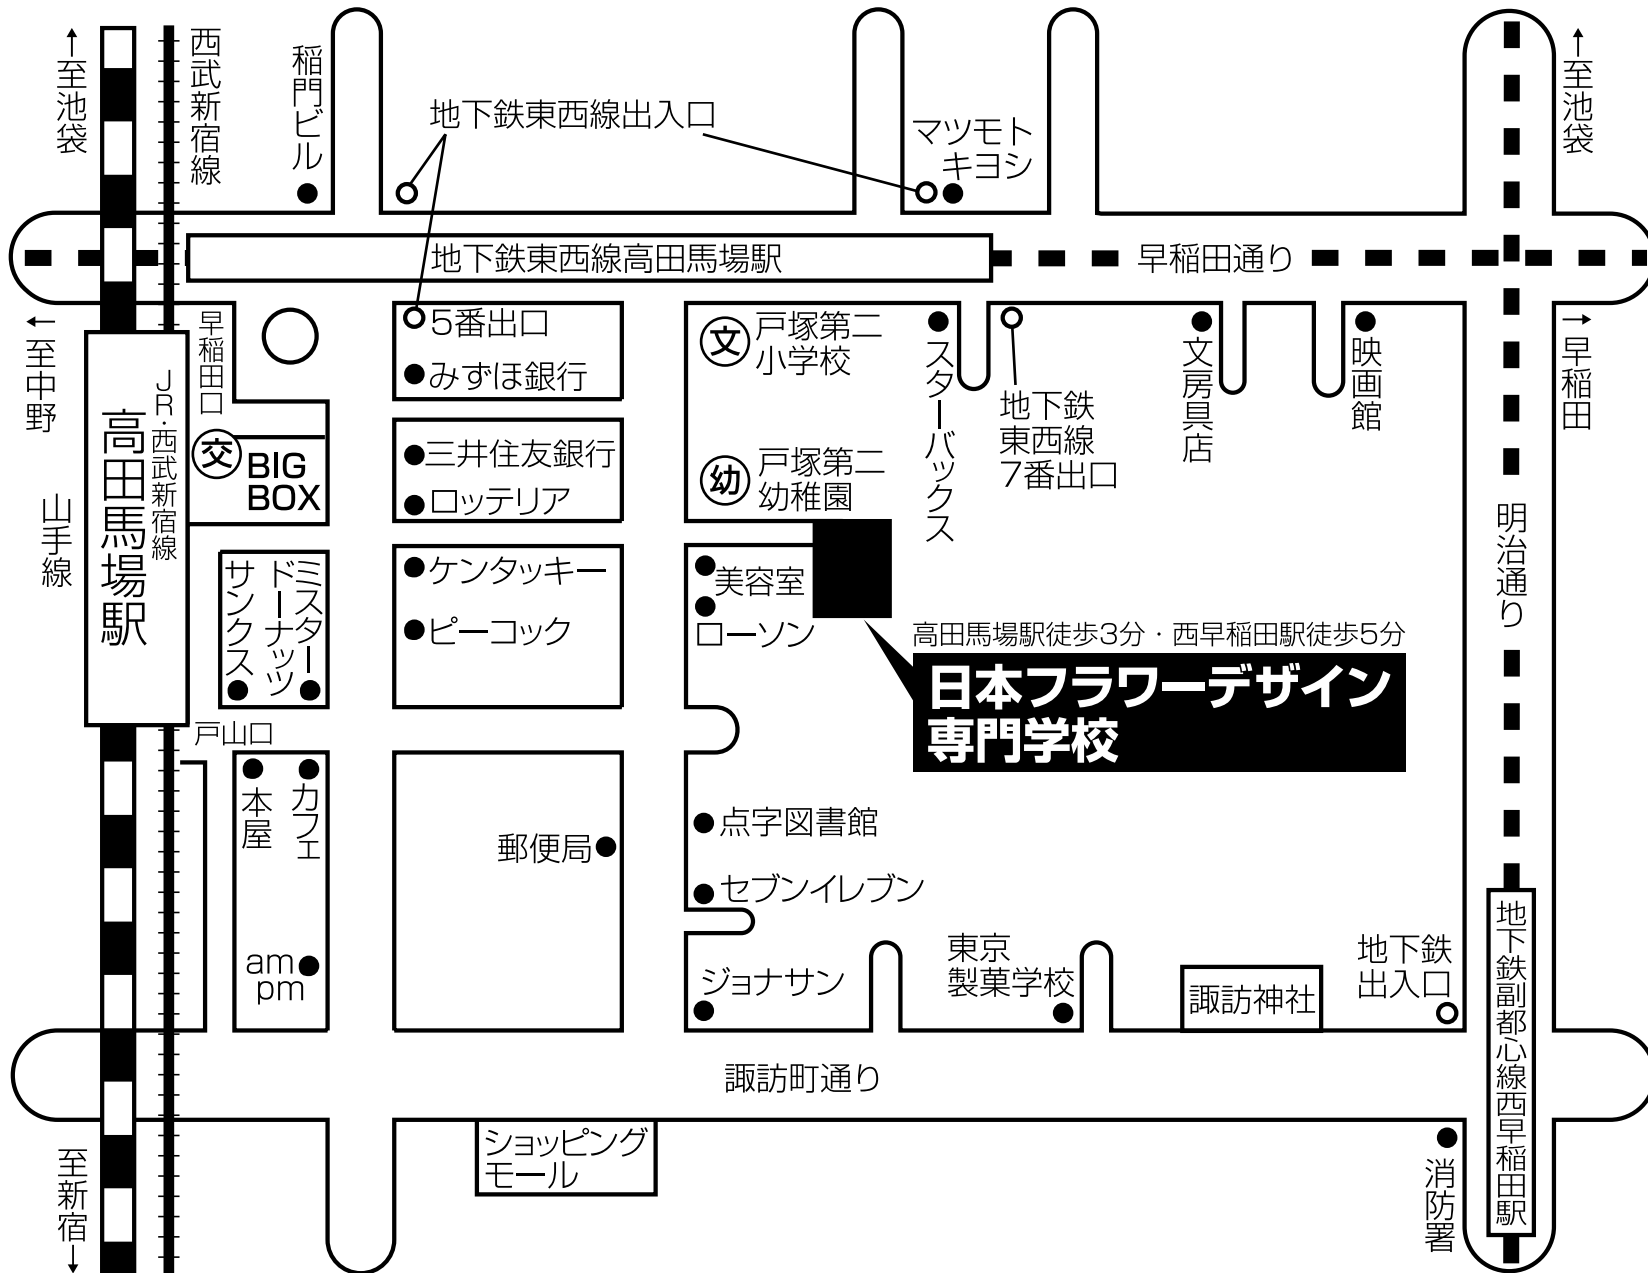 至池袋
西武新宿線
稲門ビル
地下鉄東西線出入口
マツモト
キヨシ
至池袋
地下鉄東西線高田馬場駅
早稲田通り
至中野
早稲田口
5番出口
みずほ銀行
文
戸塚第二
小学校
スターバックス
地下鉄
東西線
7番出口
文房具店
映画館
早稲田
JR・西武新宿線
高田馬場駅
山手線
交
BIG
BOX
三井住友銀行
ロッテリア
幼
戸塚第二
幼稚園
明治通り
サンクス
ミスター
ドーナッツ
ケンタッキー
ピーコック
美容室
ローソン
高田馬場駅徒歩3分・西早稲田駅徒歩5分
日本フラワーデザイン
専門学校
戸山口
本屋
カフェ
郵便局
点字図書館
セブンイレブン
am
pm
ジョナサン
東京
製菓学校
諏訪神社
地下鉄
出入口
地下鉄副都心線西早稲田駅
諏訪町通り
ショッピング
モール
至新宿
消防署